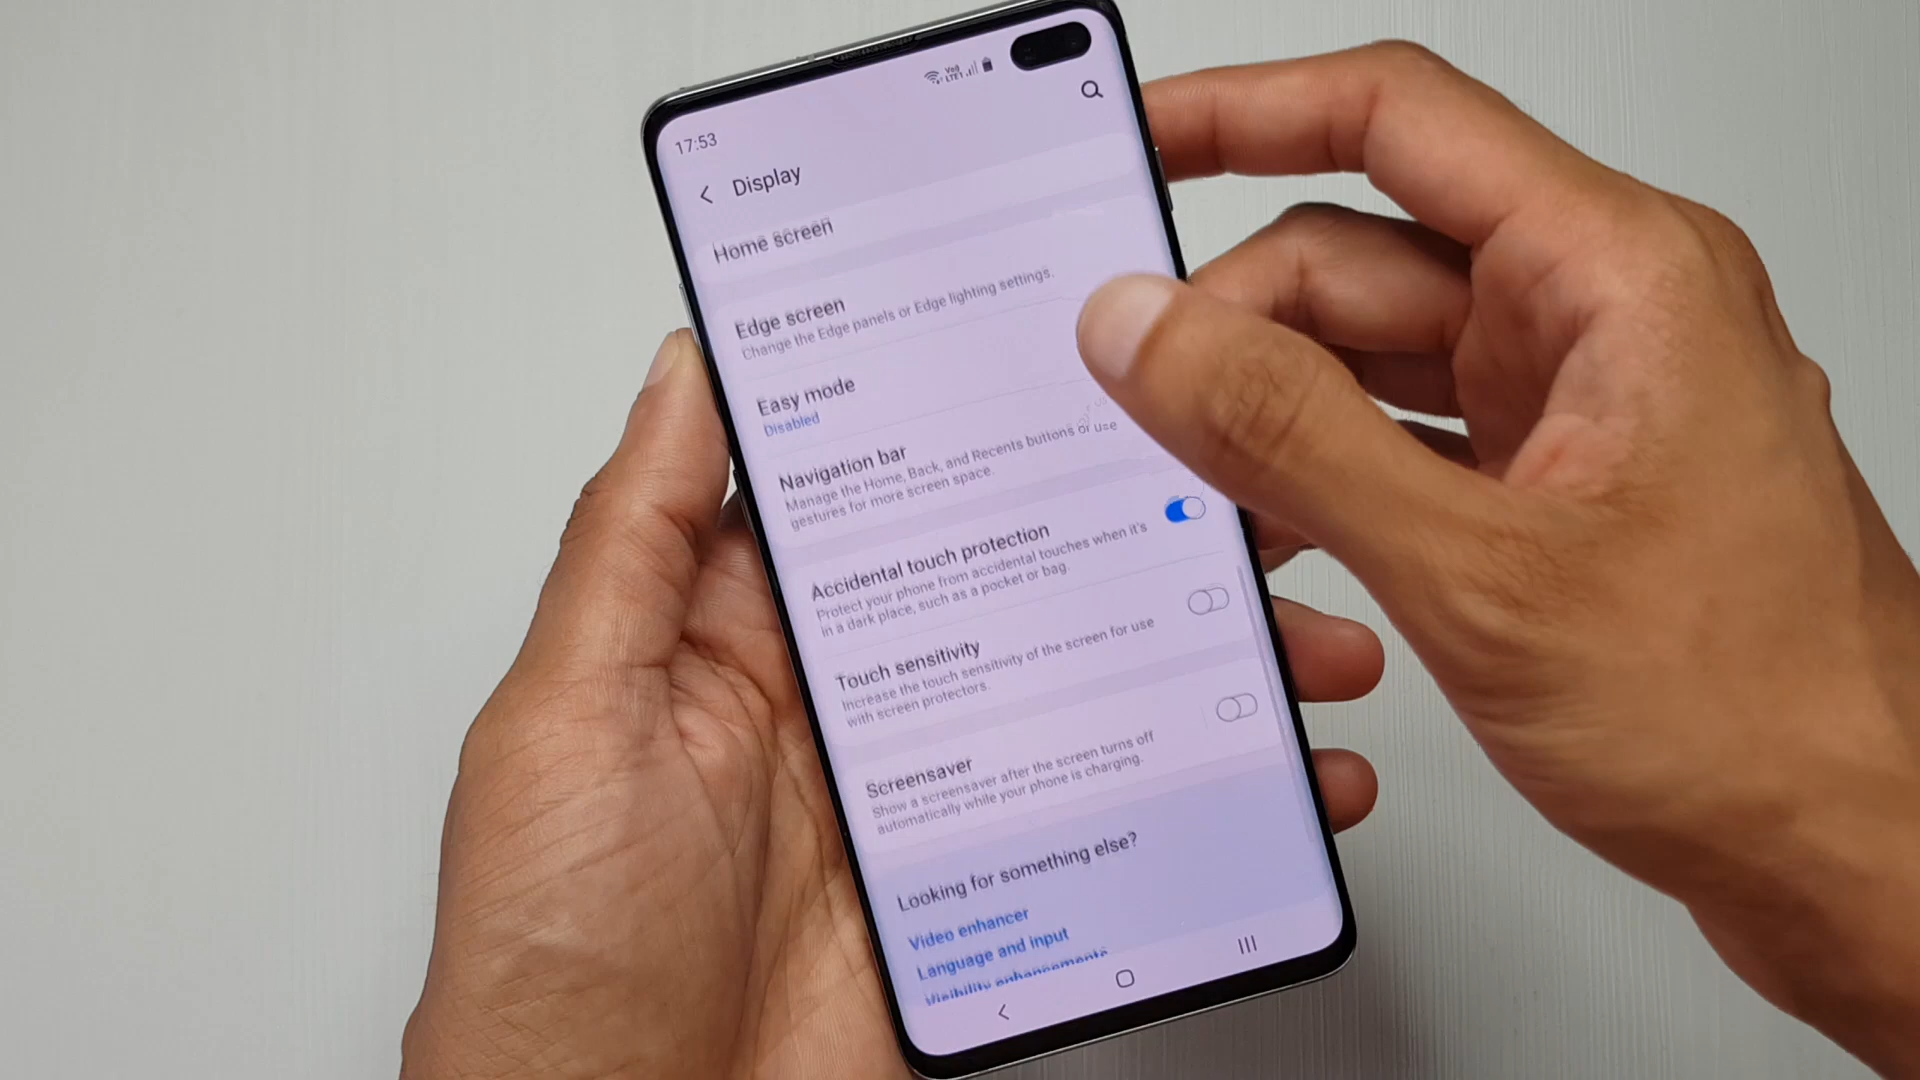 17:53
Vo))
LTE1
Display
Home screen
Edge screen
Change the Edge panels or Edge lighting settings.
Easy mode
Disabled
Navigation bar
Manage the Home, Back, and Recents buttons or use
gestures for more screen space.
Accidental touch protection
Protect your phone from accidental touches when it's
in a dark place, such as a pocket or bag.
Touch sensitivity
Increase the touch sensitivity of the screen for use
with screen protectors.
Screensaver
Show a screensaver after the screen turns off
automatically while your phone is charging.
Looking for something else?
Video enhancer
Language and input
Visibility enhancements